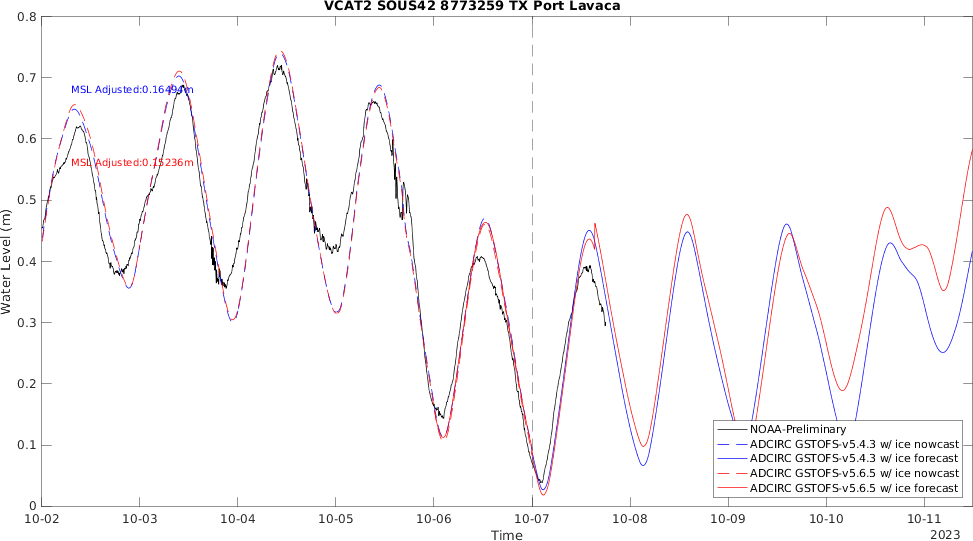 VCAT2 SOUS42 8773259 TX Port Lavaca
0.8
0.7
0.6
0.5
0.4
0.3
0.2
0.1
0
Water Level (m)
MSL Adjusted:0.16494m
MSL Adjusted:0.15236m
NOAA-Preliminary
ADCIRC GSTOFS-v5.4.3 w/ ice nowcast
ADCIRC GSTOFS-v5.4.3 w/ ice forecast
ADCIRC GSTOFS-v5.6.5 w/ ice nowcast
ADCIRC GSTOFS-v5.6.5 w/ ice forecast
10-02 10-03 10-04 10-05 10-06 10-07 10-08 10-09 10-10 10-11
Time
2023